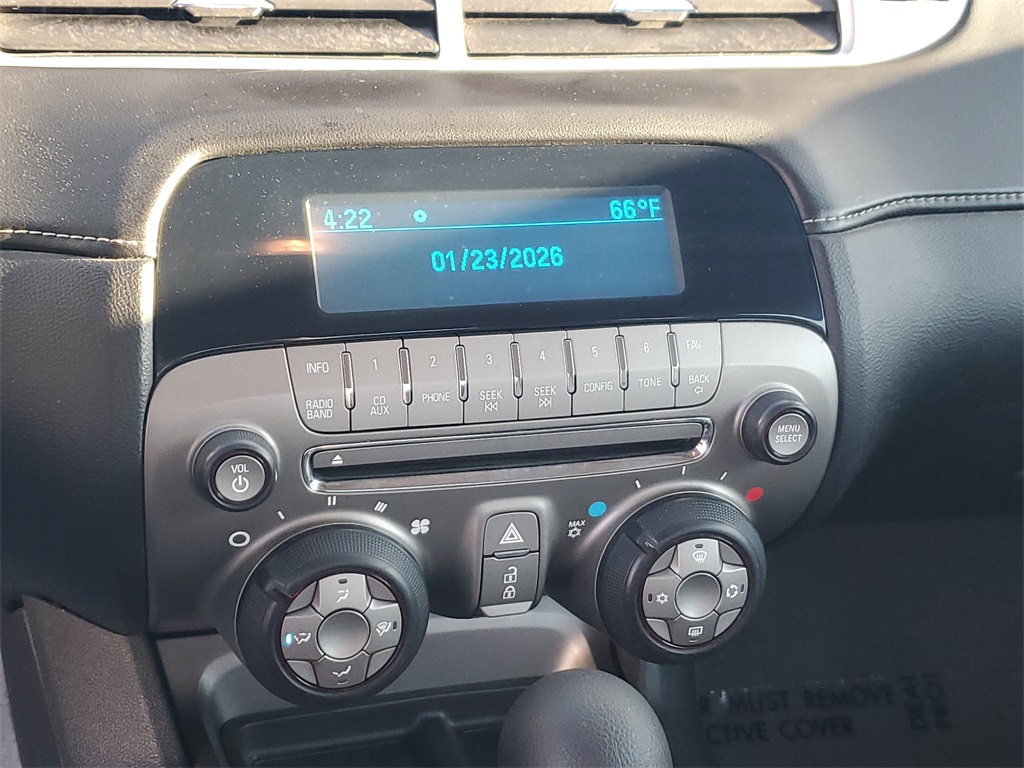 4:22 66°F
01/23/2026
INFO 1 2 3 4 5 6 FAV
RADIO BAND CD AUX PHONE SEEK SEEK CONFIG TONE BACK
VOL
MENU
SELECT
MAX
MUST REMOVE
CTIVE COVER